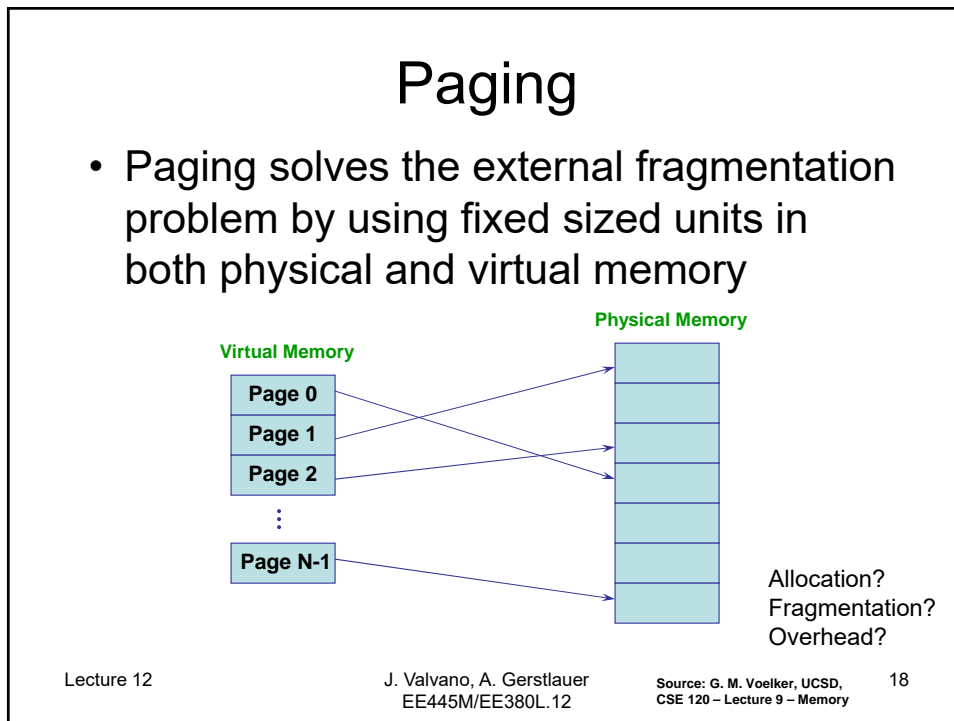 Paging
• Paging solves the external fragmentation
problem by using fixed sized units in
both physical and virtual memory
Physical Memory
Virtual Memory
Page 0
Page 1
Page 2
Page N-1
Allocation?
Fragmentation?
Overhead?
Lecture 12
J. Valvano, A. Gerstlauer
EE445M/EE380L.12
Source: G. M. Voelker, UCSD,
CSE 120 – Lecture 9 – Memory
18